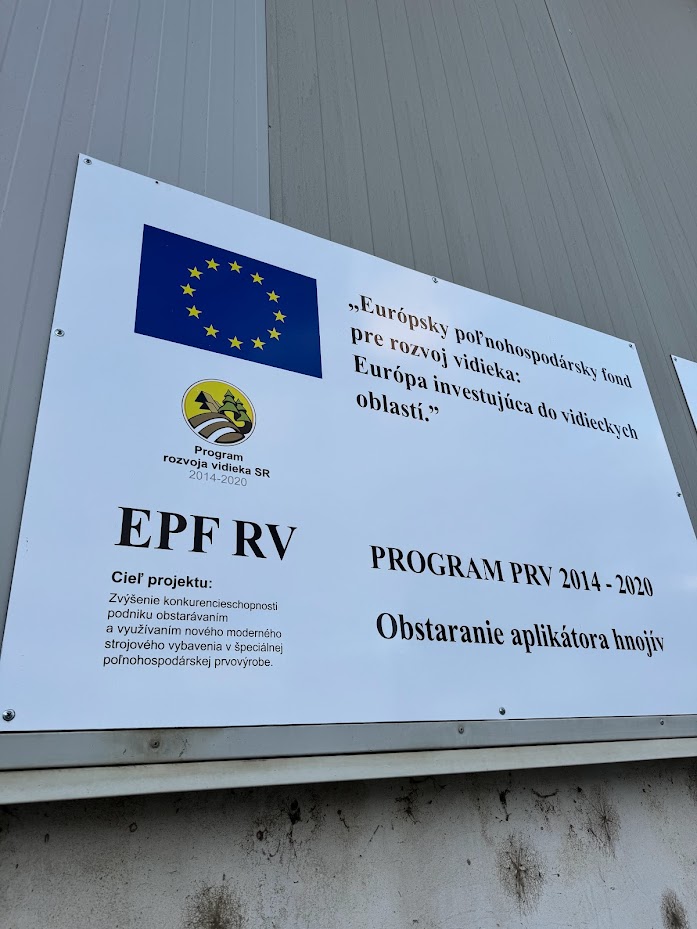 „Európsky poľnohospodársky fond
pre rozvoj vidieka:
Európa investujúca do vidieckych
oblastí.”
Program
rozvoja vidieka SR
2014-2020
EPF RV
Cieľ projektu:
Zvýšenie konkurencieschopnosti
podniku obstarávaním
a využívaním nového moderného
strojového vybavenia v špeciálnej
poľnohospodárskej prvovýrobe.
PROGRAM PRV 2014 - 2020
Obstaranie aplikátora hnojív